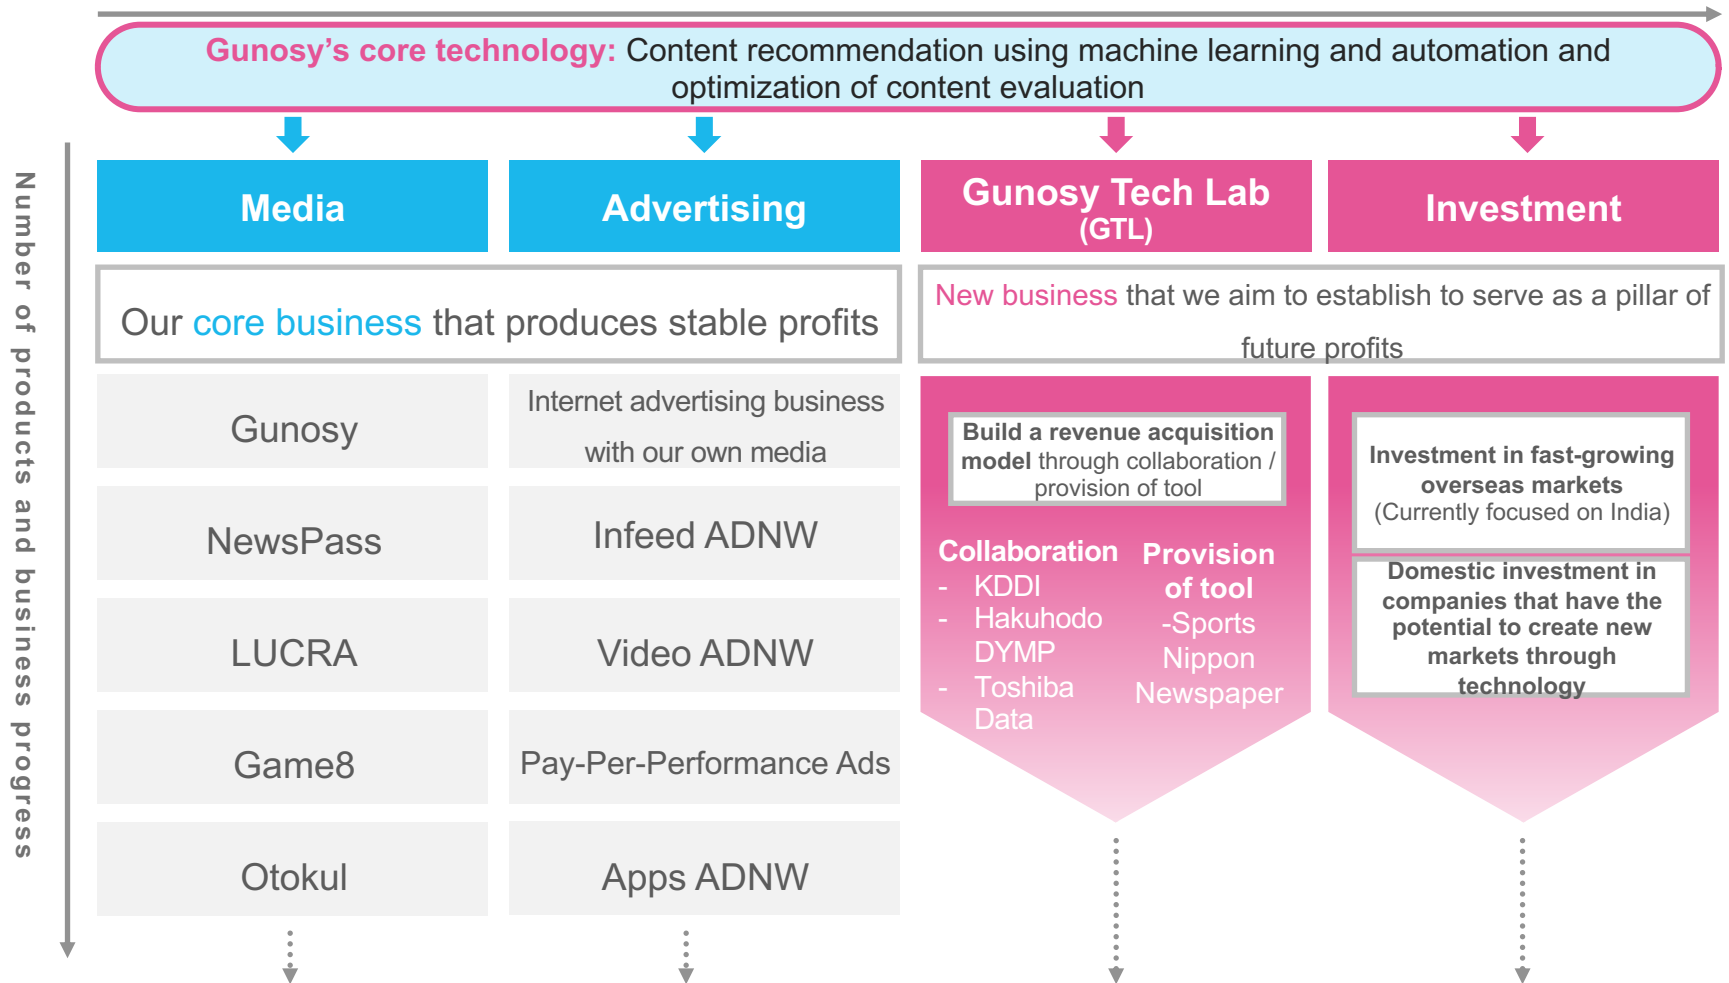 Gunosy’s core technology: Content recommendation using machine learning and automation and
optimization of content evaluation
Number of products and business progress
Media
Advertising
Gunosy Tech Lab
(GTL)
Investment
Our core business that produces stable profits
New business that we aim to establish to serve as a pillar of
future profits
Gunosy
NewsPass
LUCRA
Game8
Otokul
Internet advertising business
with our own media
Infeed ADNW
Video ADNW
Pay-Per-Performance Ads
Apps ADNW
Build a revenue acquisition
model through collaboration /
provision of tool
Collaboration
- KDDI
- Hakuhodo
DYMP
- Toshiba
Data
Provision
of tool
-Sports
Nippon
Newspaper
Investment in fast-growing
overseas markets
(Currently focused on India)
Domestic investment in
companies that have the
potential to create new
markets through
technology